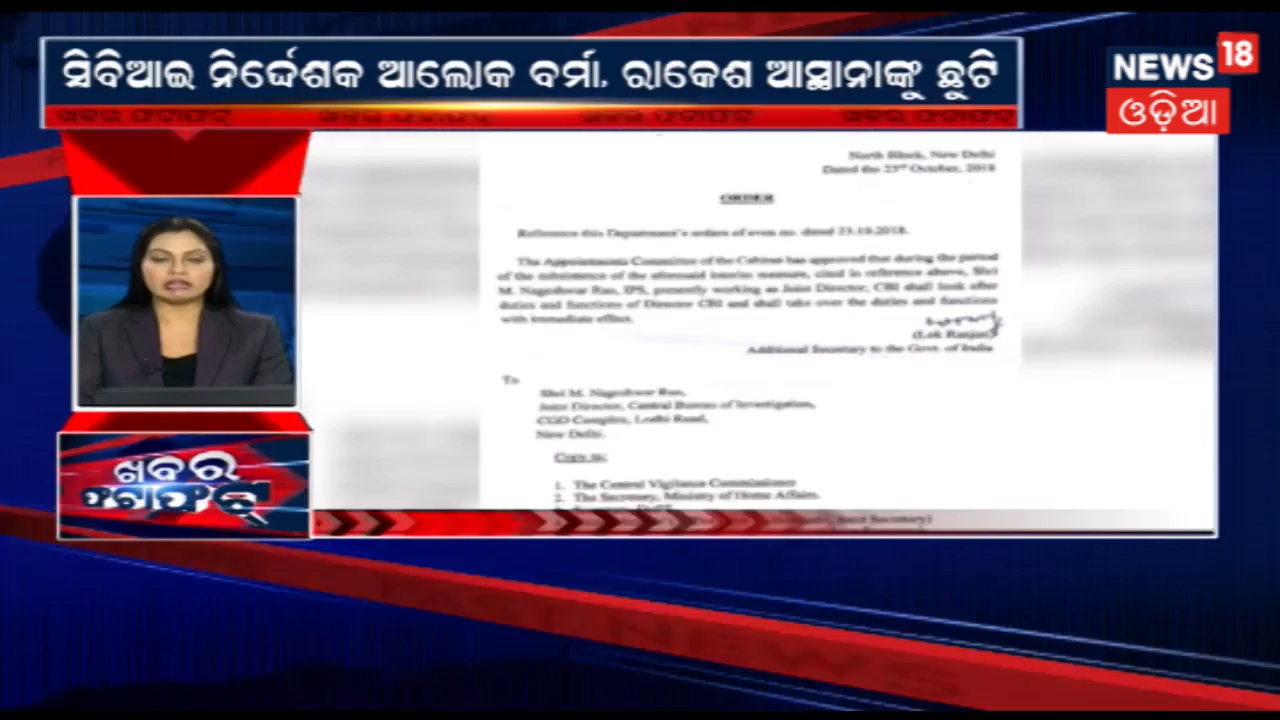 ସିବିଆଇ ନିର୍ଦ୍ଦେଶକ ଆଲୋକ ବର୍ମା, ରାକେଶ ଆସ୍ଥାନାଙ୍କୁ ଛୁଟି
NEWS 18
ଓଡ଼ିଆ
North Block, New Delhi
Dated the 23rd October, 2018
ORDER
Reference this Department's orders of even no. dated 23.10.2018.
The Appointments Committee of the Cabinet has approved that during the period
of the subsistence of the aforesaid interim measure, cited in reference above, Shri
M. Nageshwar Rao, IPS, presently working as Joint Director, CBI shall look after
duties and functions of Director CBI and shall take over the duties and functions
with immediate effect.
(Lok Ranjan)
Additional Secretary to the Govt. of India
To
Shri M. Nageshwar Rao,
Joint Director, Central Bureau of Investigation,
CGO Complex, Lodhi Road,
New Delhi.
Copy to:
1. The Central Vigilance Commissioner
2. The Secretary, Ministry of Home Affairs.
ଖବର
ଫଟାଫଟ୍